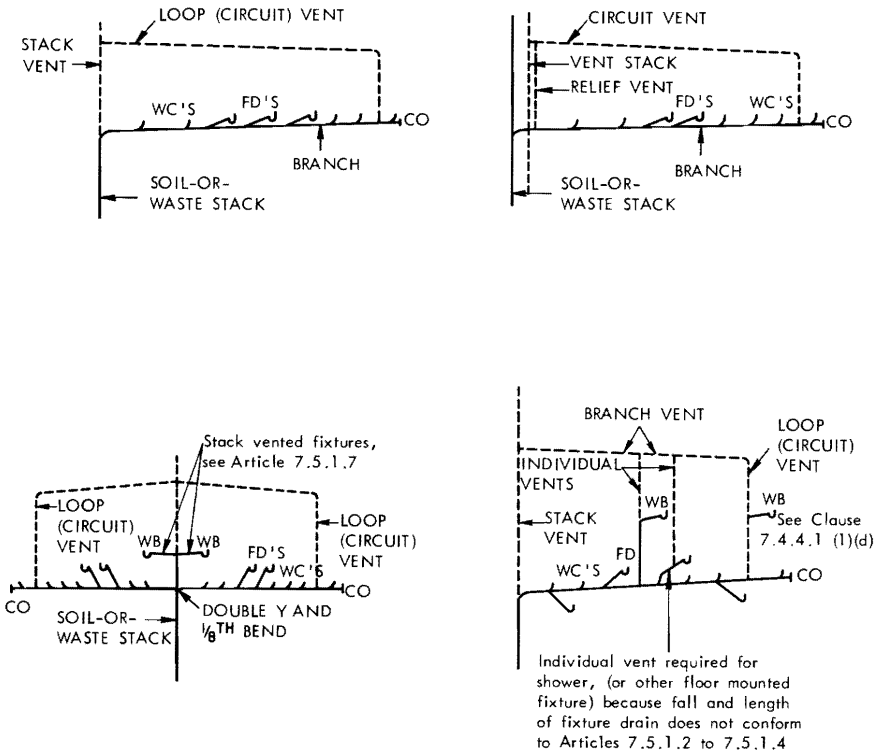 LOOP (CIRCUIT) VENT
STACK
VENT
WC'S
FD'S
CO
BRANCH
SOIL-OR-
WASTE STACK
CIRCUIT VENT
VENT STACK
RELIEF VENT
FD'S
WC'S
CO
BRANCH
SOIL-OR-
WASTE STACK
Stack vented fixtures,
see Article 7.5.1.7
LOOP
(CIRCUIT)
VENT
WB
WB
FD'S
WC'S
LOOP
(CIRCUIT)
VENT
CO
CO
SOIL-OR-
WASTE STACK
DOUBLE Y AND
1/8TH BEND
BRANCH VENT
LOOP
(CIRCUIT)
VENT
INDIVIDUAL
VENTS
WB
WB
See Clause
7.4.4.1 (1)(d)
STACK
VENT
FD
WC'S
CO
Individual vent required for
shower, (or other floor mounted
fixture) because fall and length
of fixture drain does not conform
to Articles 7.5.1.2 to 7.5.1.4